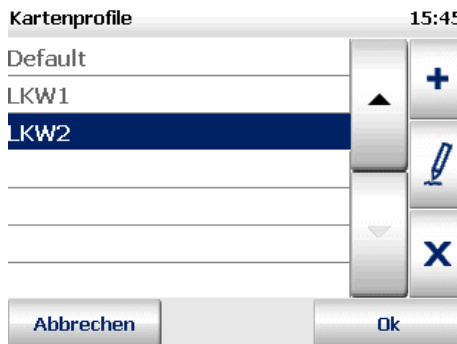 Kartenprofile 15:45
Default
LKW1
LKW2
Abbrechen Ok